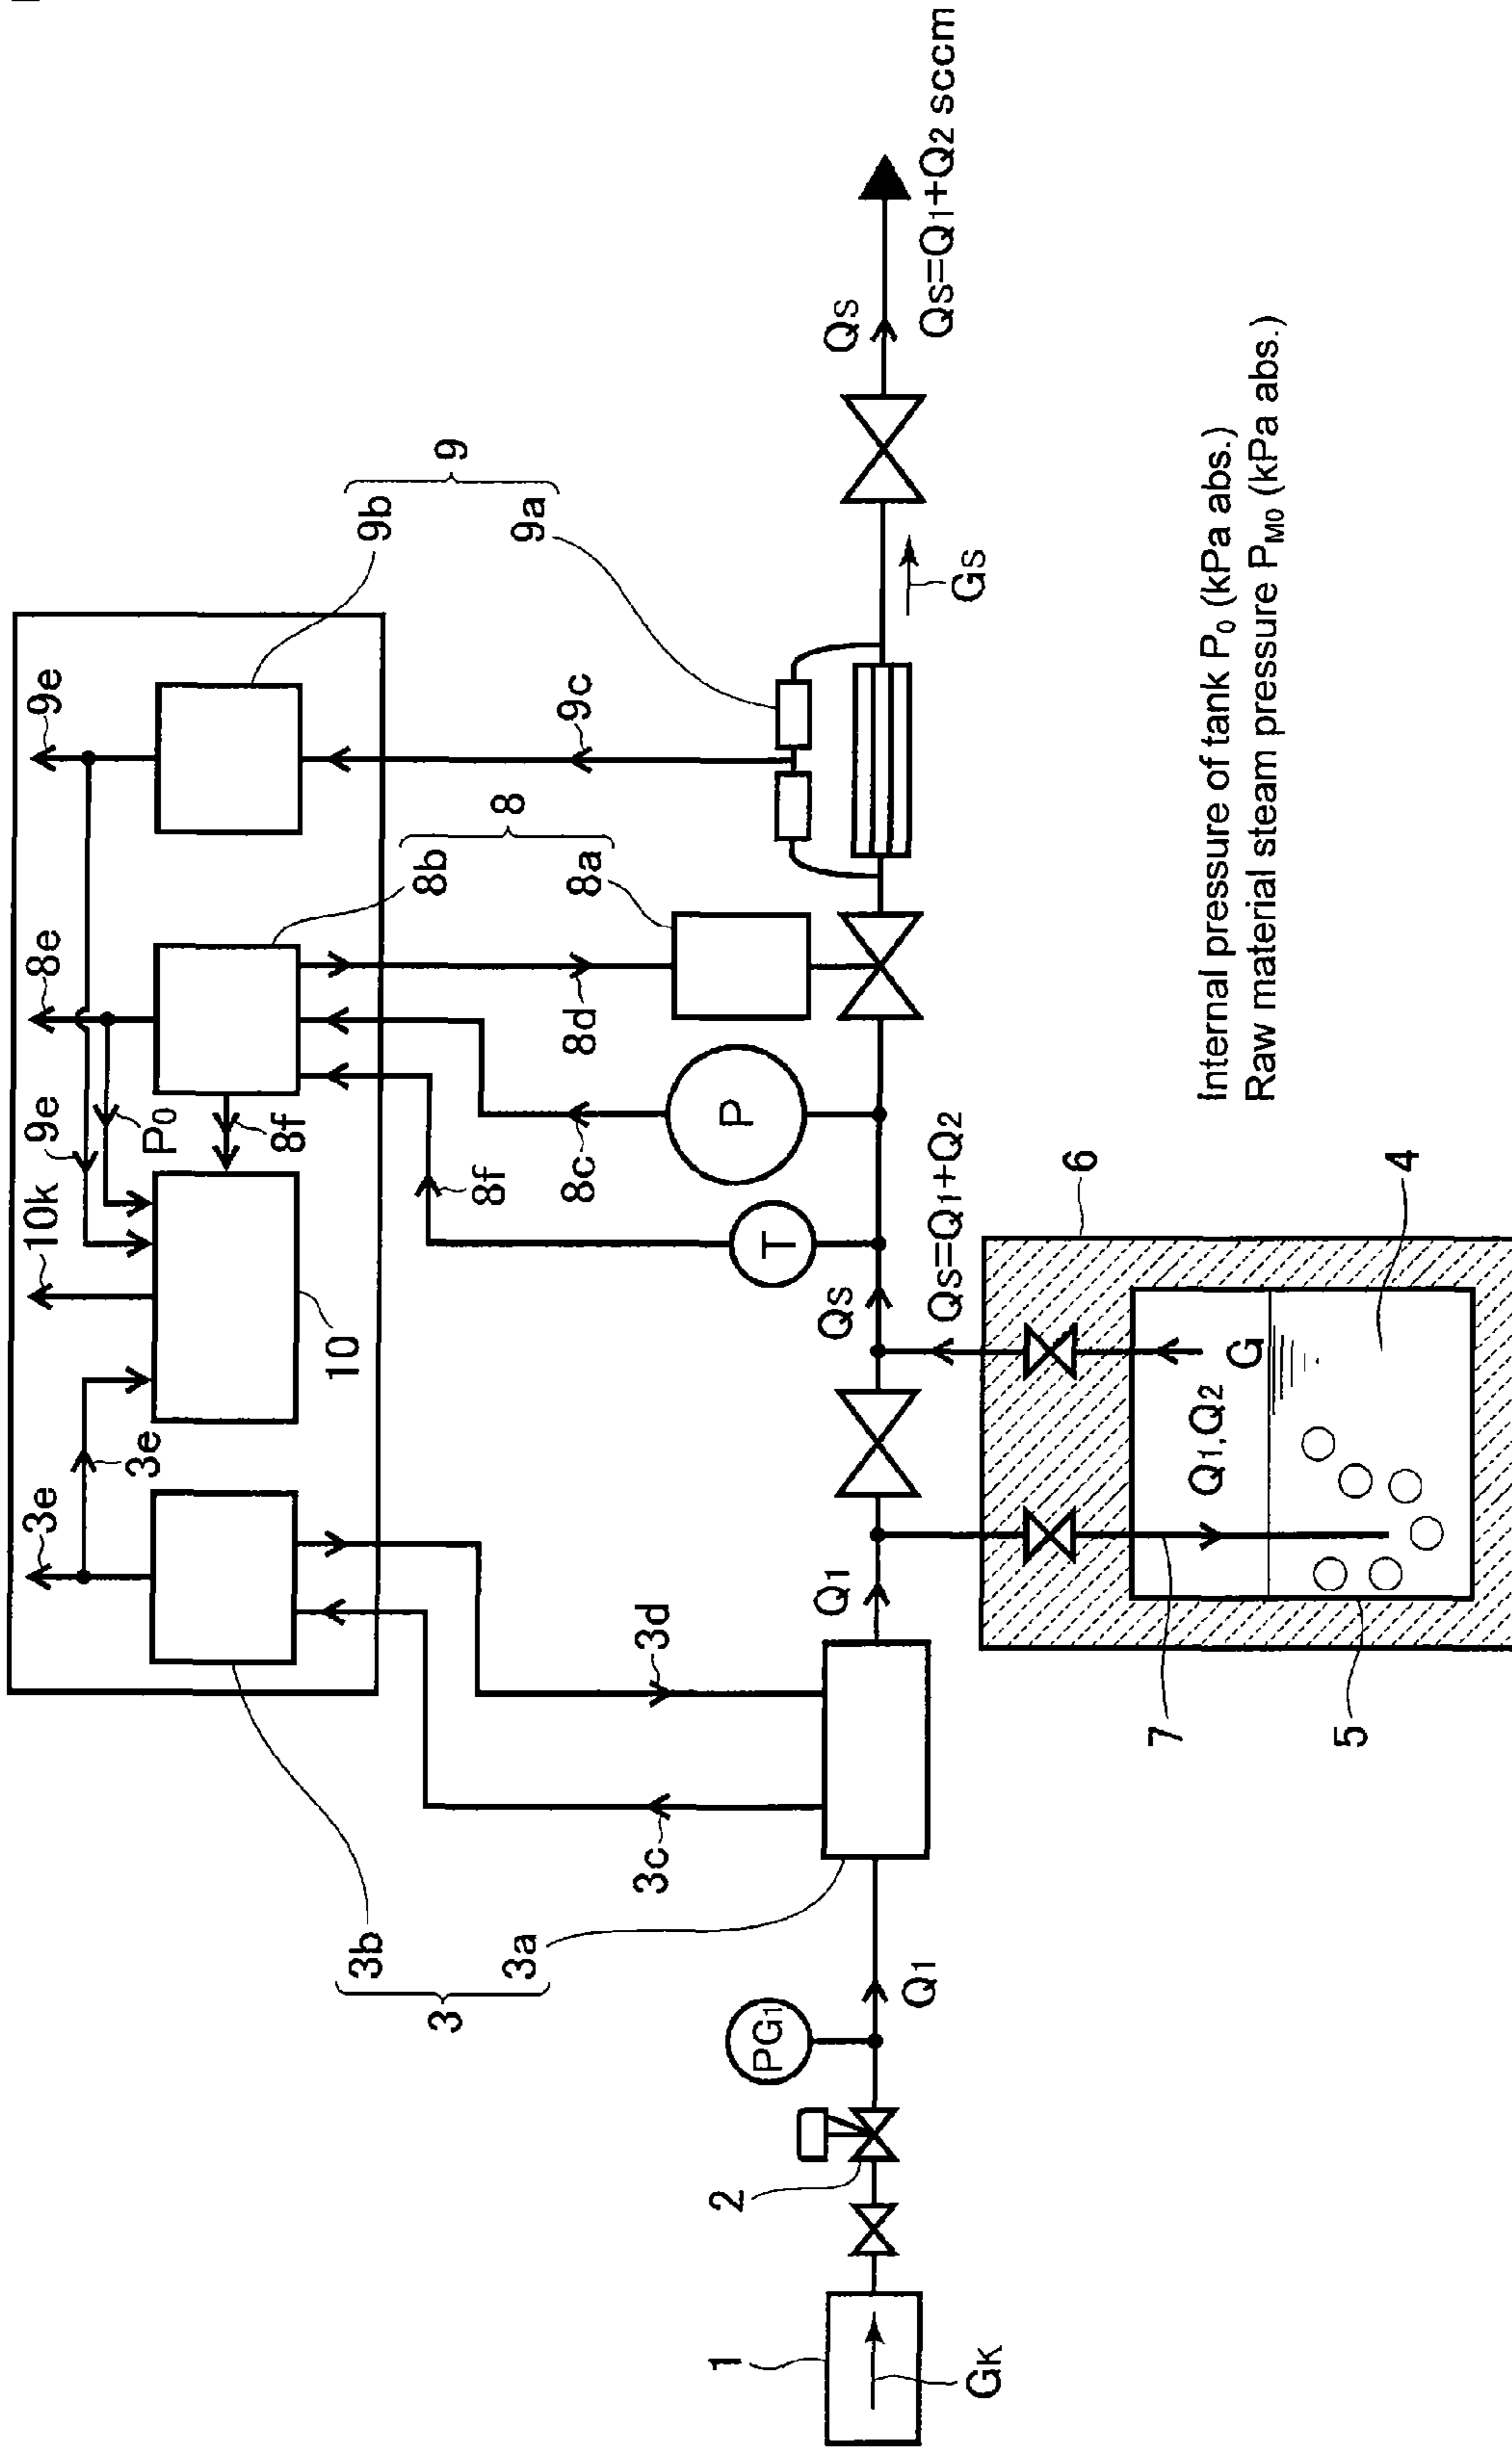 3e
3e
10k
9e
P0
8f
8e
9e
10
3b
3a
3
3c
3d
8f
8c
8d
8b
8a
8
9c
9b
9a
9
1
GK
2
PG1
Q1
Q1
QS
T
P
GS
QS
QS=Q1+Q2 sccm
QS=Q1+Q2
7
5
6
4
Q1,Q2
G
Internal pressure of tank P0 (kPa abs.)
Raw material steam pressure PM0 (kPa abs.)